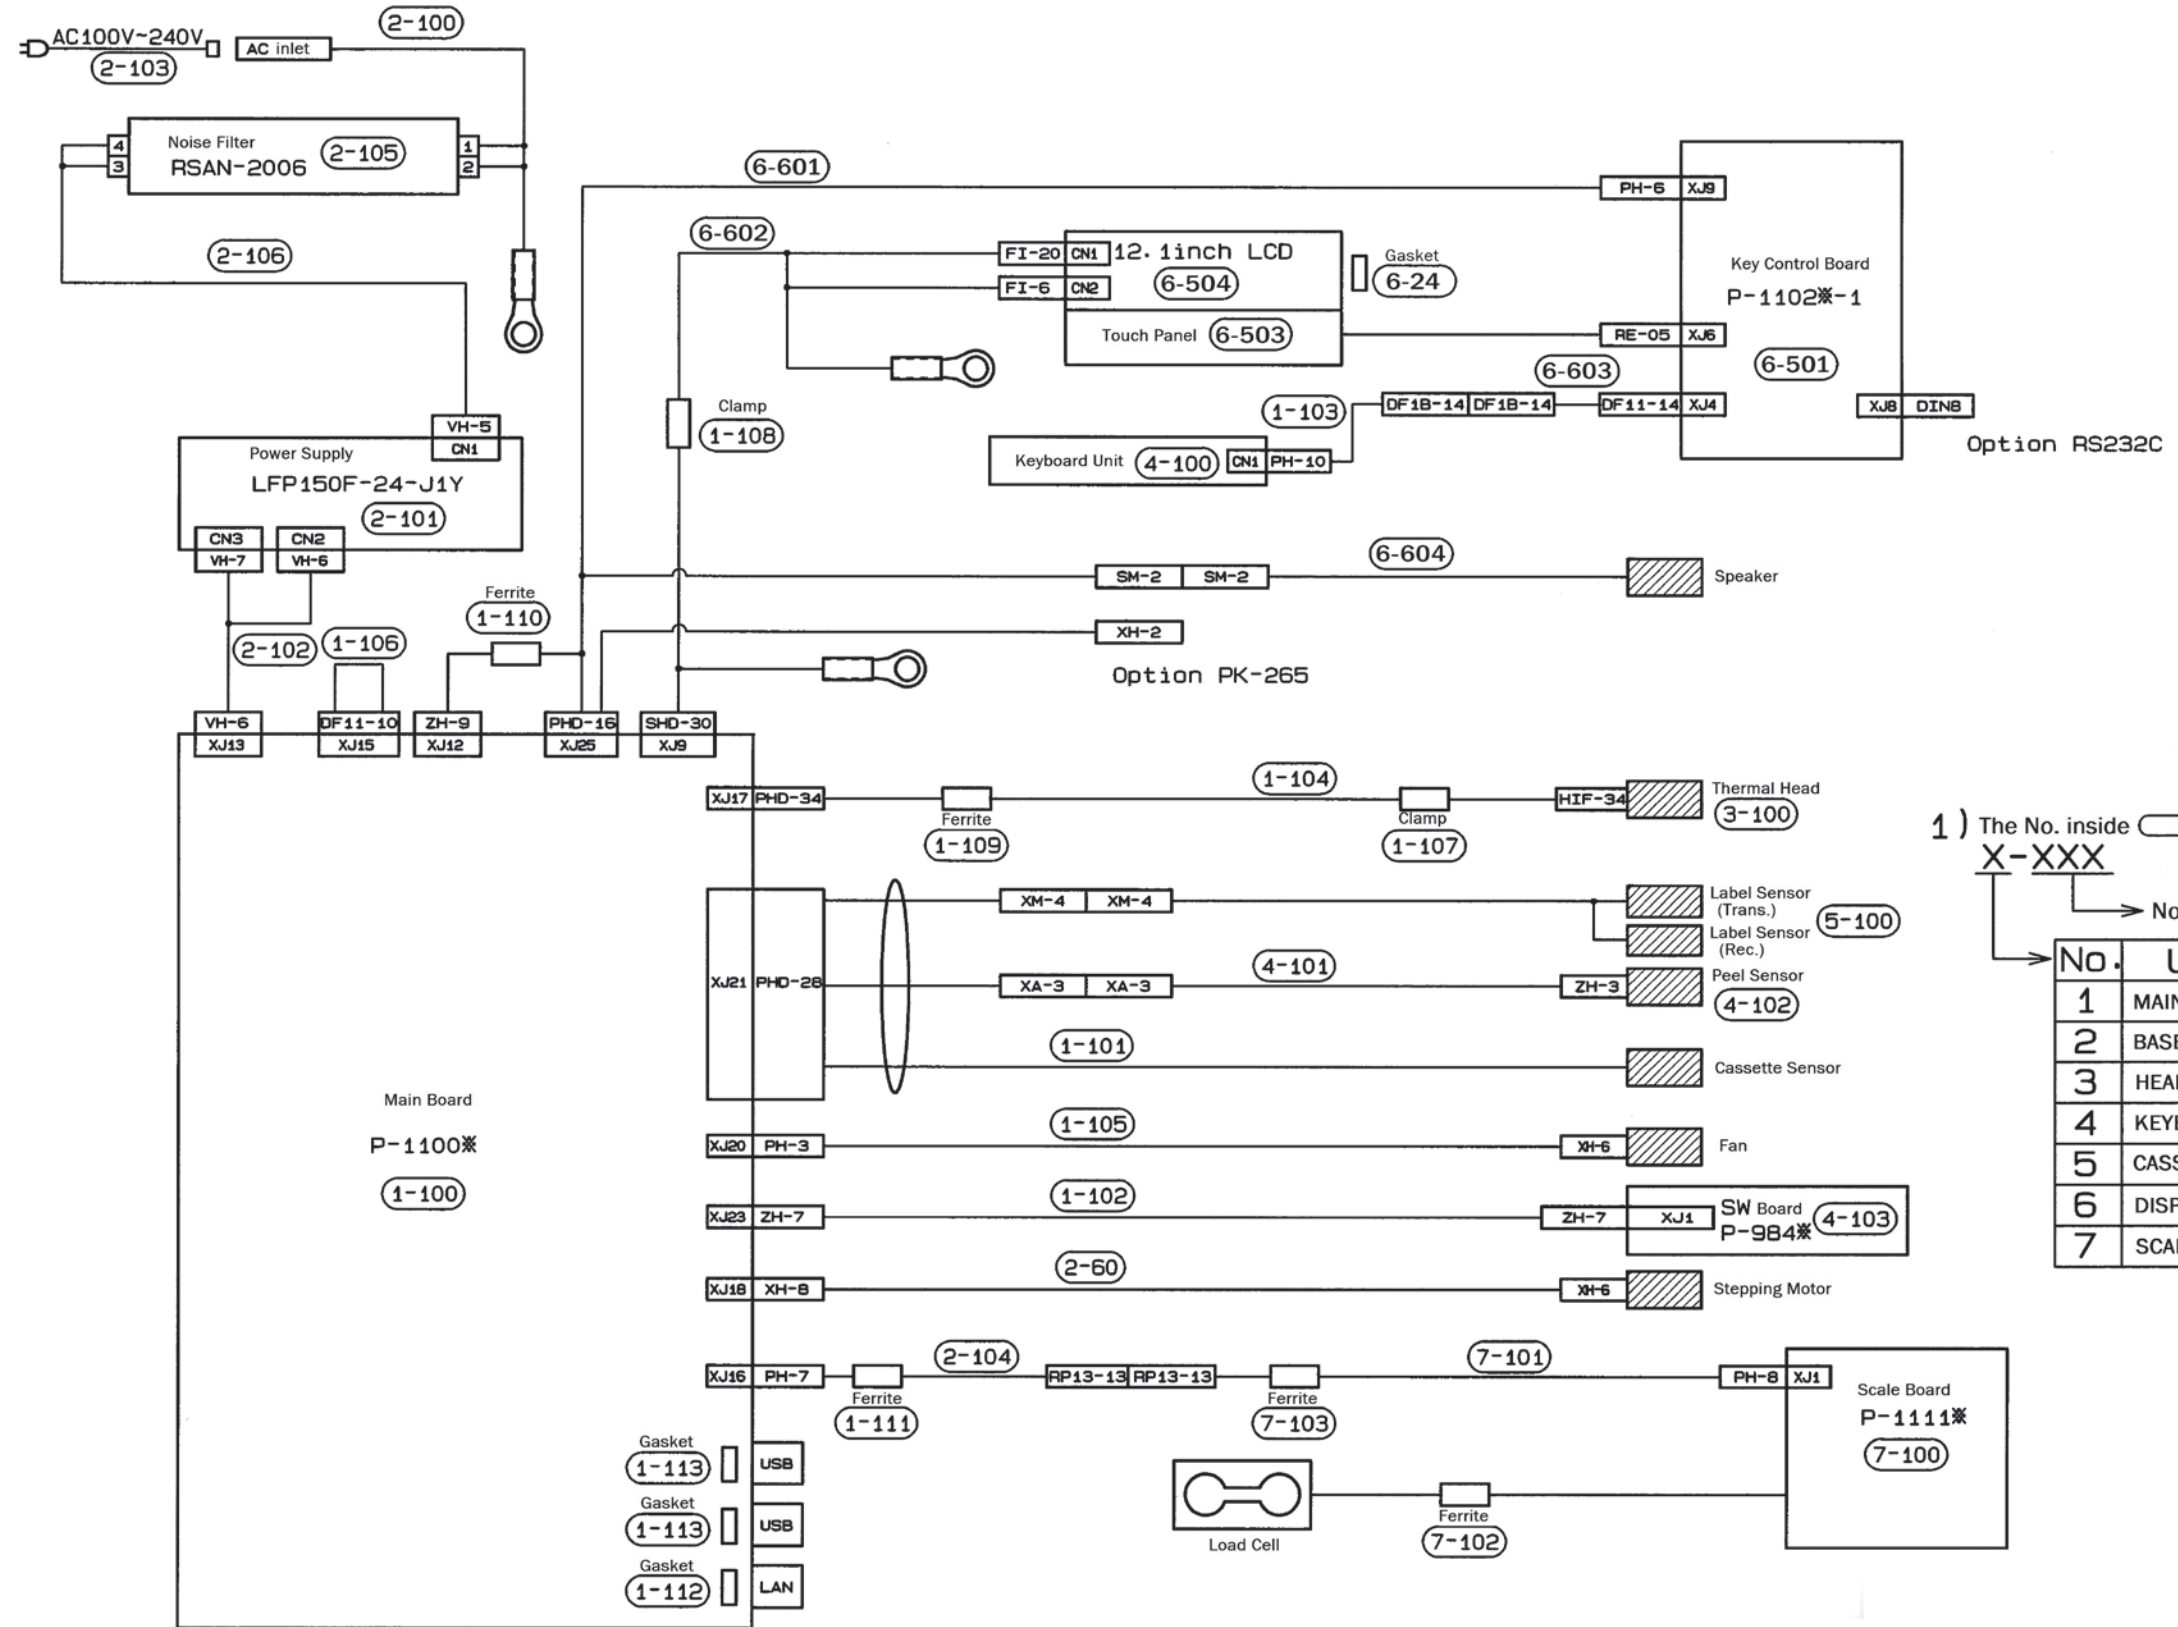 2-100
AC100V~240V
AC inlet
2-103
4
3
Noise Filter
RSAN-2006
2-105
1
2
2-106
6-601
PH-6 XJ9
Key Control Board
P-1102※-1
6-501
6-602
FI-20 CN1 12.1inch LCD
FI-6 CN2
6-504
Gasket
6-24
Touch Panel 6-503
RE-05 XJ6
6-603
1-103
DF1B-14 DF1B-14 DF11-14 XJ4
XJ8 DIN8
Option RS232C
Clamp
1-108
Keyboard Unit 4-100 CN1 PH-10
VH-5
CN1
Power Supply
LFP150F-24-J1Y
2-101
CN3
VH-7
CN2
VH-6
6-604
SM-2 SM-2
Speaker
Ferrite
1-110
XH-2
Option PK-265
2-102
1-106
VH-6
XJ13
DF11-10
XJ15
ZH-9
XJ12
PHD-16
XJ25
SHD-30
XJ9
1-104
XJ17 PHD-34
Ferrite
1-109
Clamp
1-107
HIF-34
Thermal Head
3-100
XJ21 PHD-28
XM-4 XM-4
Label Sensor
(Trans.)
Label Sensor
(Rec.)
5-100
4-101
XA-3 XA-3
ZH-3
Peel Sensor
4-102
1-101
Cassette Sensor
Main Board
P-1100※
1-100
1-105
XJ20 PH-3
XH-6
Fan
1-102
XJ23 ZH-7
ZH-7 XJ1
SW Board
P-984※
4-103
2-60
XJ18 XH-8
XH-6
Stepping Motor
XJ16 PH-7
Ferrite
1-111
2-104
RP13-13 RP13-13
Ferrite
7-103
7-101
PH-8 XJ1
Scale Board
P-1111※
7-100
Gasket
1-113
USB
Gasket
1-113
USB
Gasket
1-112
LAN
Load Cell
Ferrite
7-102
1) The No. inside
X-XXX
No
No. U
1 MAIN
2 BASE
3 HEA
4 KEY
5 CASS
6 DISP
7 SCA